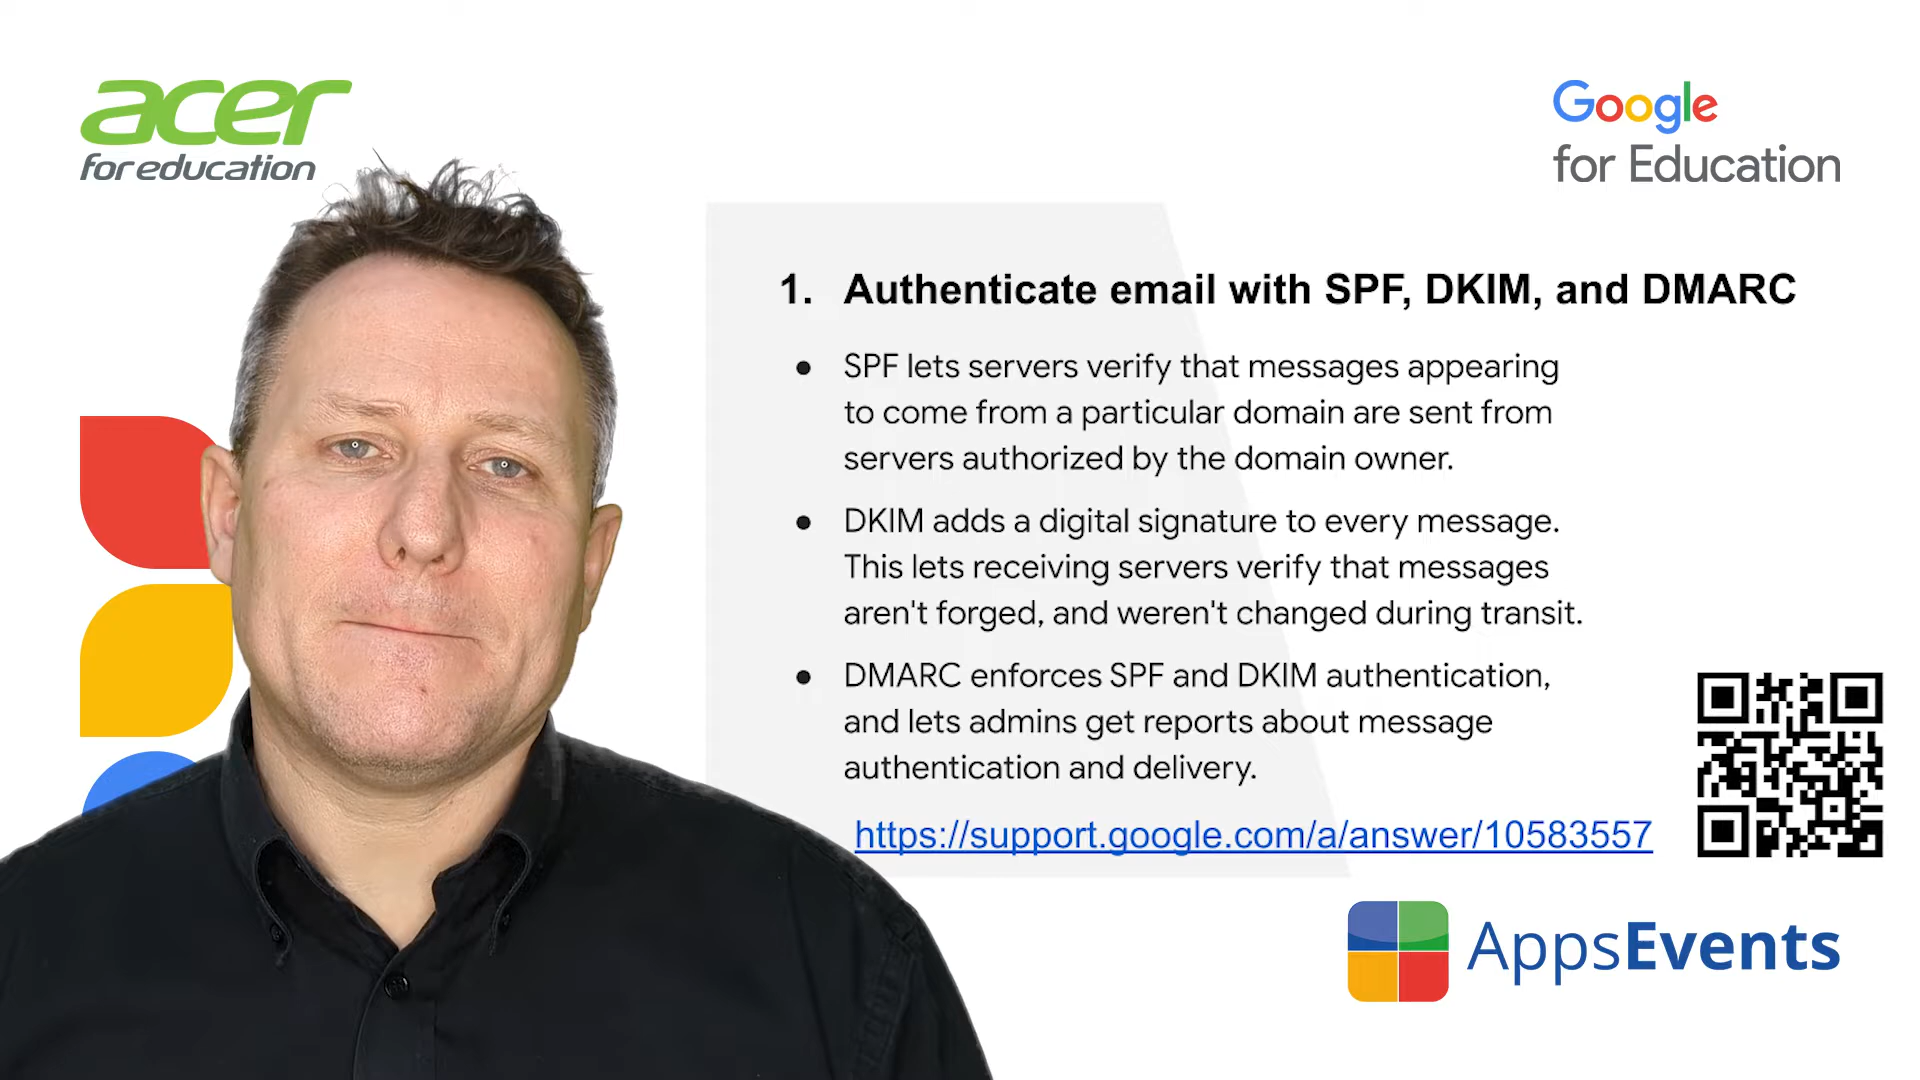 acer
for education
Google
for Education
1. Authenticate email with SPF, DKIM, and DMARC
● SPF lets servers verify that messages appearing
to come from a particular domain are sent from
servers authorized by the domain owner.
● DKIM adds a digital signature to every message.
This lets receiving servers verify that messages
aren't forged, and weren't changed during transit.
● DMARC enforces SPF and DKIM authentication,
and lets admins get reports about message
authentication and delivery.
https://support.google.com/a/answer/10583557
AppsEvents